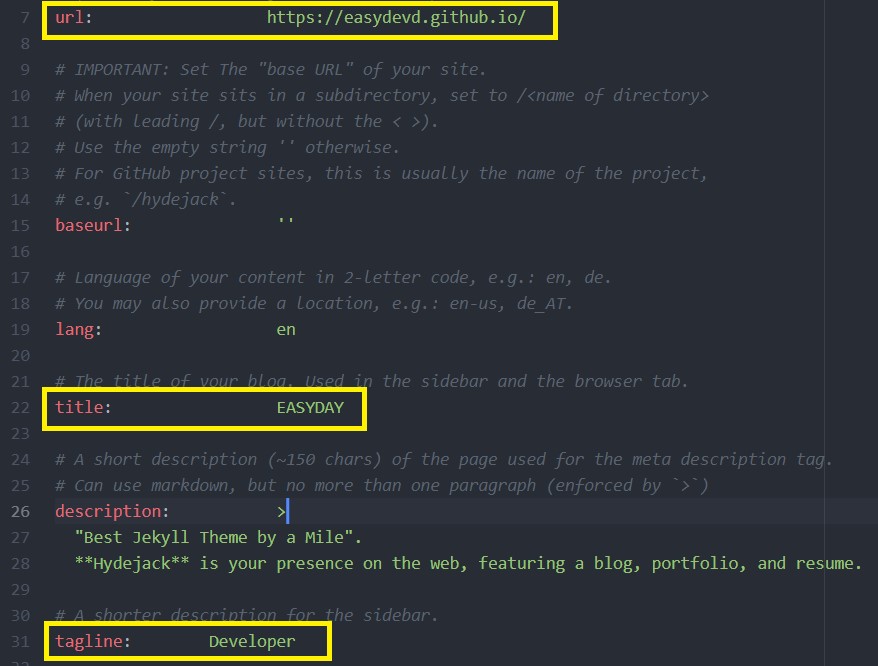 7 url: https://easydevd.github.io/
8
9 # IMPORTANT: Set The "base URL" of your site.
10 # When your site sits in a subdirectory, set to /<name of directory>
11 # (with leading /, but without the < >).
12 # Use the empty string '' otherwise.
13 # For GitHub project sites, this is usually the name of the project,
14 # e.g. `/hydejack`.
15 baseurl: ''
16
17 # Language of your content in 2-letter code, e.g.: en, de.
18 # You may also provide a location, e.g.: en-us, de_AT.
19 lang: en
20
21 # The title of your blog. Used in the sidebar and the browser tab.
22 title: EASYDAY
23
24 # A short description (~150 chars) of the page used for the meta description tag.
25 # Can use markdown, but no more than one paragraph (enforced by `>`)
26 description: >
27 "Best Jekyll Theme by a Mile".
28 **Hydejack** is your presence on the web, featuring a blog, portfolio, and resume.
29
30 # A shorter description for the sidebar.
31 tagline: Developer